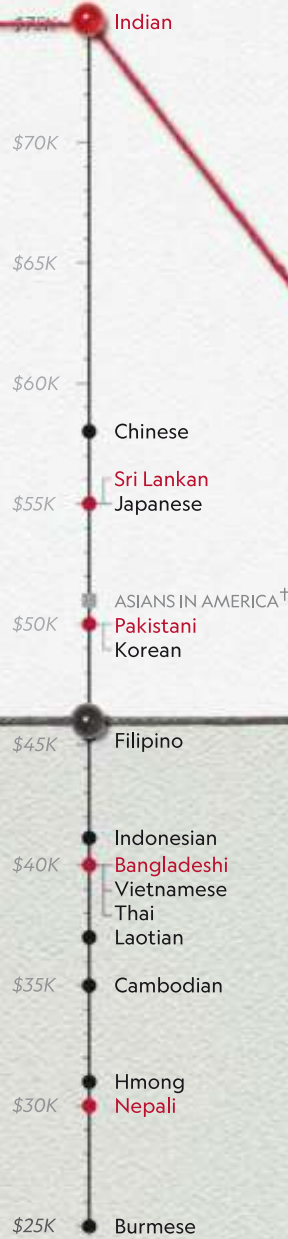 $75K Indian
$70K
$65K
$60K
Chinese
Sri Lankan
$55K Japanese
ASIANS IN AMERICA†
$50K Pakistani
Korean
$45K Filipino
Indonesian
$40K Bangladeshi
Vietnamese
Thai
Laotian
$35K Cambodian
Hmong
$30K Nepali
$25K Burmese